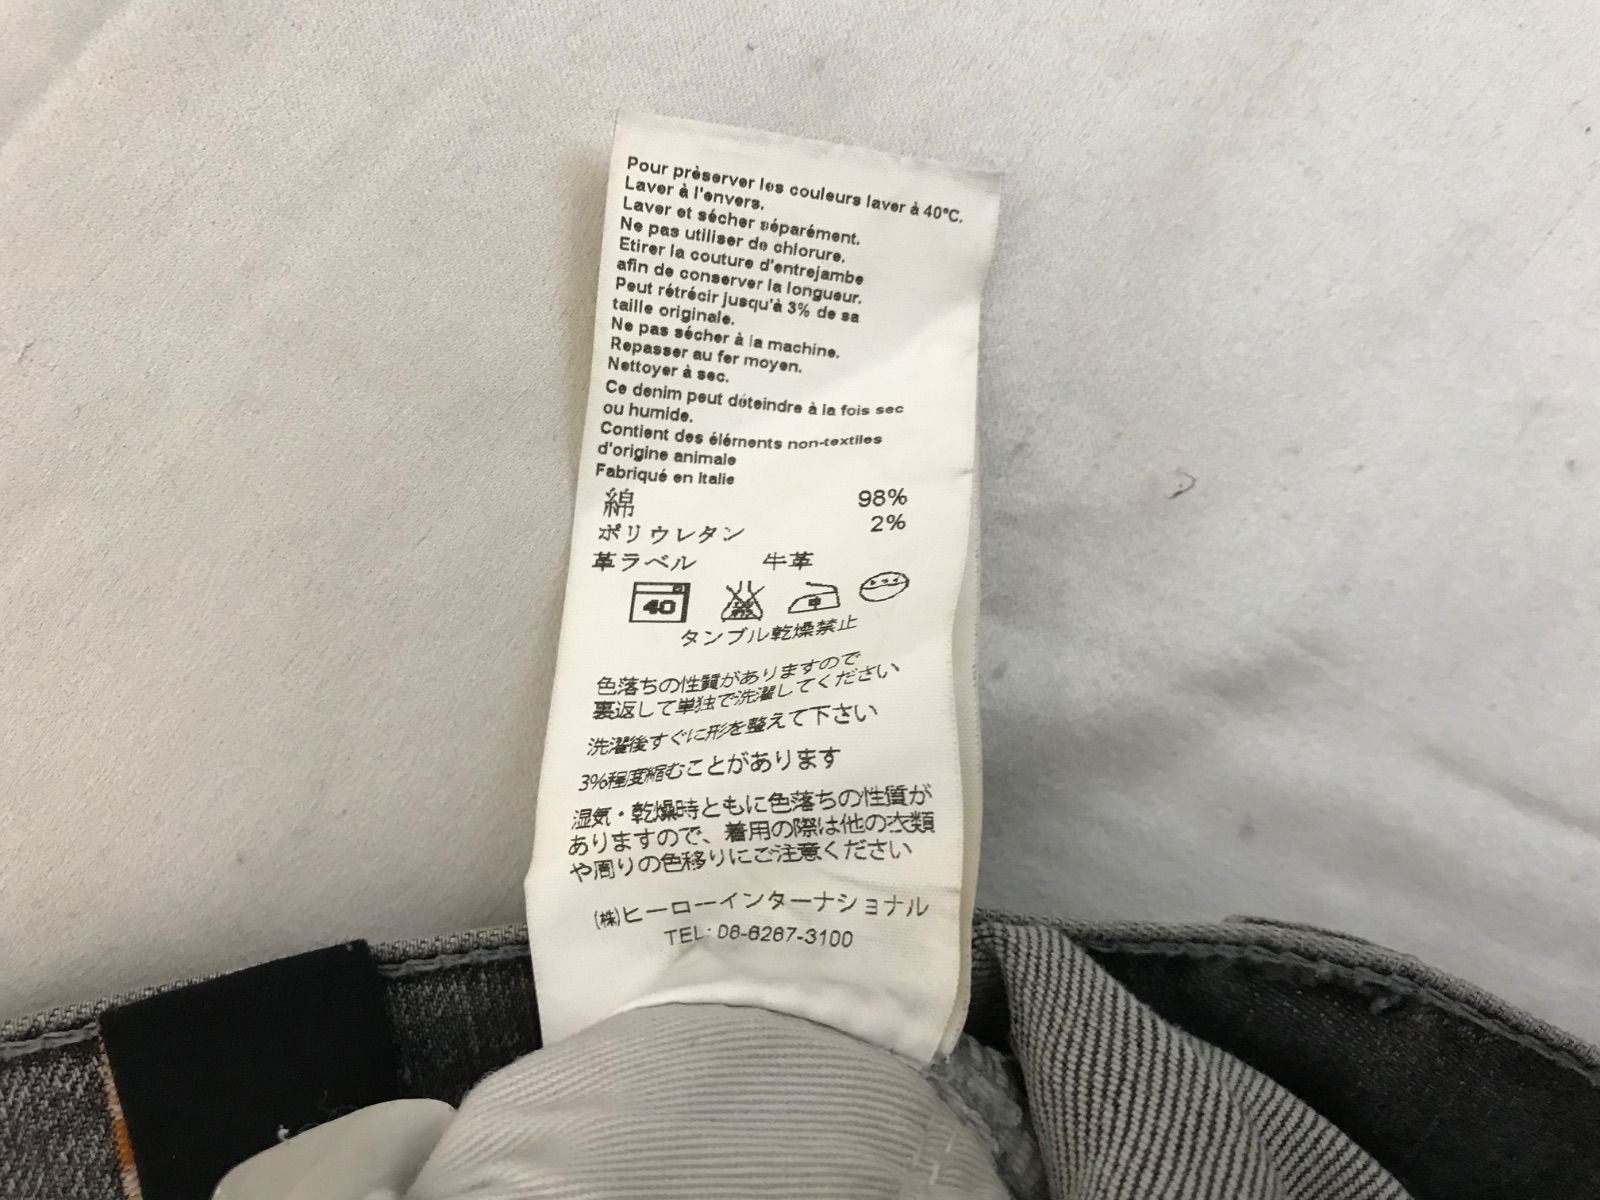 Pour prèserver les couleurs laver à 40°C.
Laver à l'envers.
Laver et sécher séparément.
Ne pas utiliser de chlorure.
Etirer la couture d'entrejambe
afin de conserver la longueur.
Peut rétrécir jusqu'à 3% de sa
taille originale.
Ne pas sécher à la machine.
Repasser au fer moyen.
Nettoyer à sec.
Ce denim peut déteindre à la fois sec
ou humide.
Contient des éléments non-textiles
d'origine animale
Fabriqué en Italie
綿 98%
ポリウレタン 2%
革ラベル 牛革
40 中 ドライ
タンブル乾燥禁止
色落ちの性質がありますので
裏返して単独で洗濯してください
洗濯後すぐに形を整えて下さい
3%程度縮むことがあります
湿気・乾燥時ともに色落ちの性質が
ありますので、着用の際は他の衣類
や周りの色移りにご注意ください
(株)ヒーローインターナショナル
TEL: 06-6267-3100